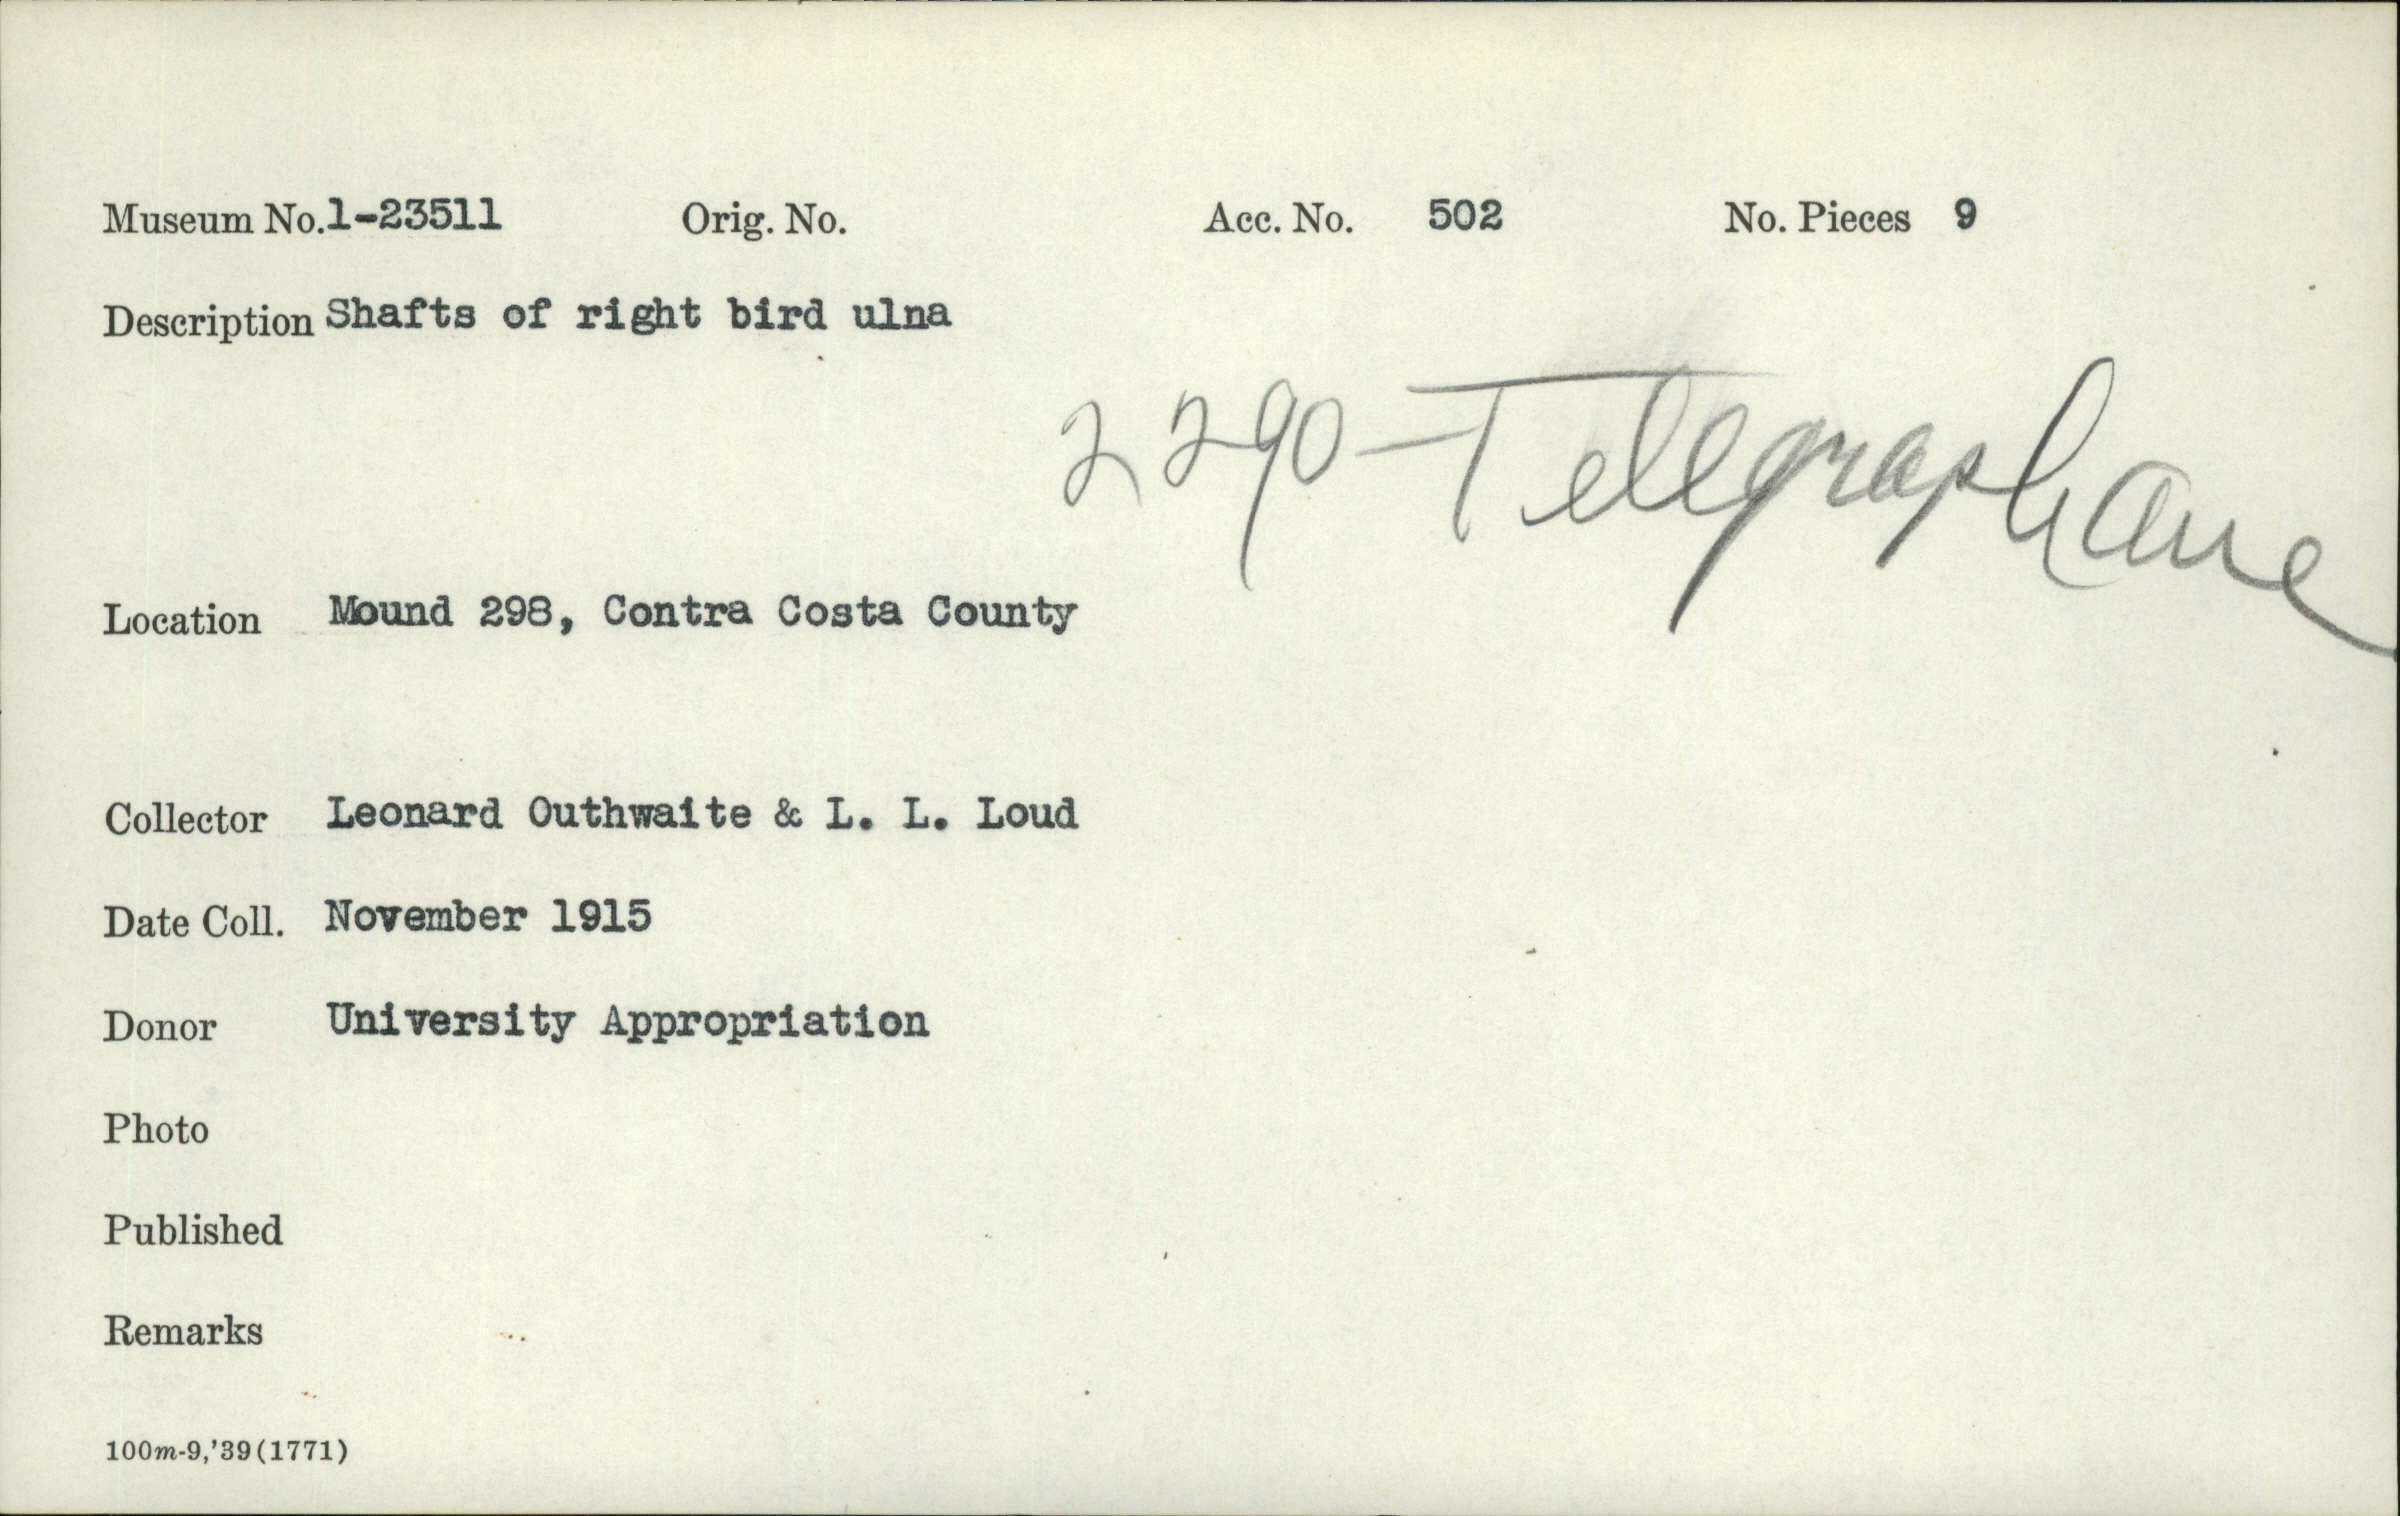 Museum No. 1-23511 Orig. No. Acc. No. 502 No. Pieces 9
Description Shafts of right bird ulna
2290-Telegraph ave
Location Mound 298, Contra Costa County
Collector Leonard Outhwaite & L. L. Loud
Date Coll. November 1915
Donor University Appropriation
Photo
Published
Remarks
100m-9,'39(1771)